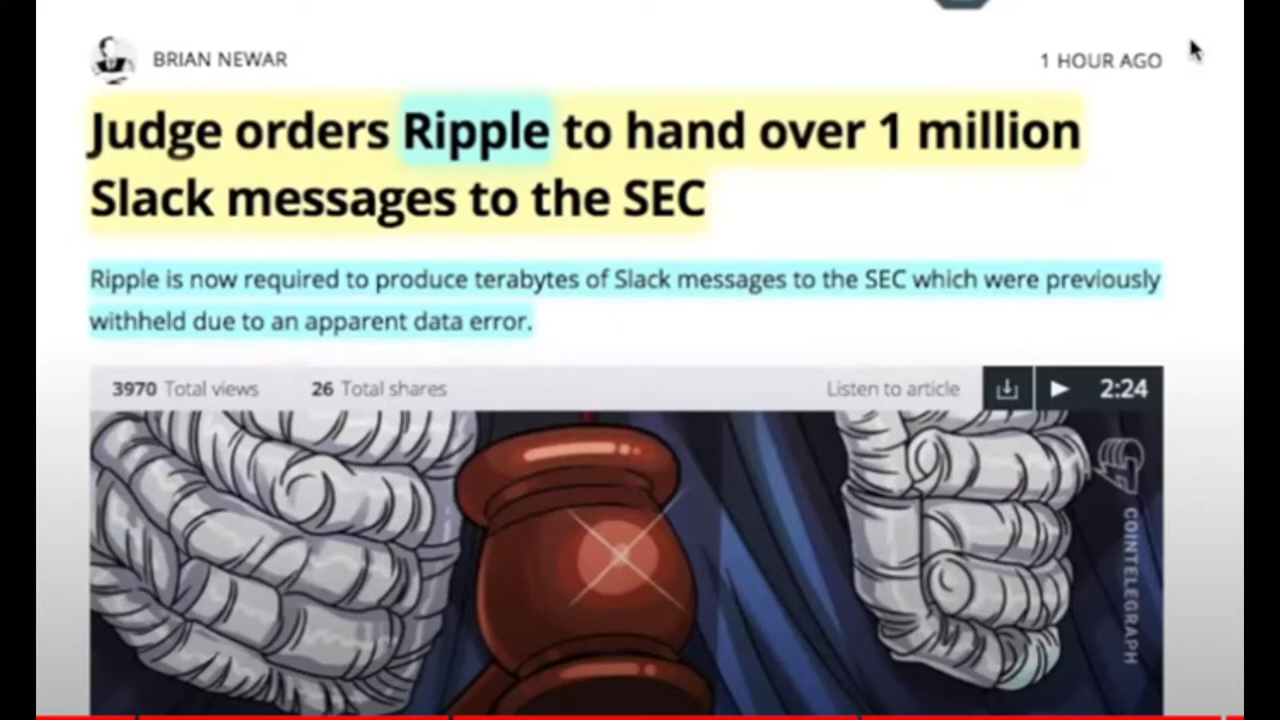 BRIAN NEWAR
1 HOUR AGO
Judge orders Ripple to hand over 1 million
Slack messages to the SEC
Ripple is now required to produce terabytes of Slack messages to the SEC which were previously
withheld due to an apparent data error.
3970 Total views
26 Total shares
Listen to article
2:24
COINTELEGRAPH